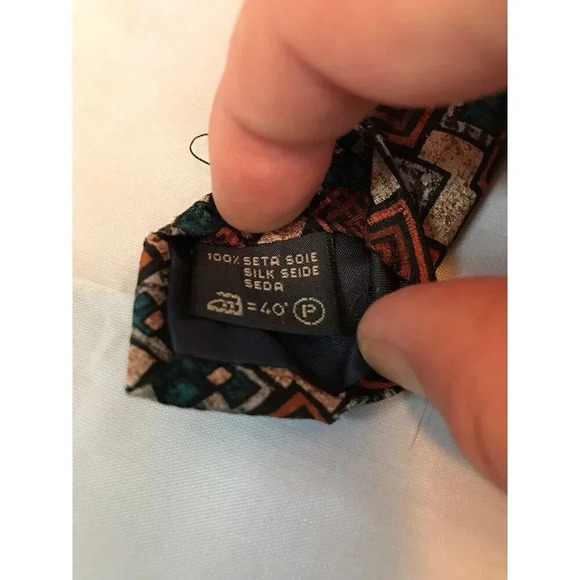 100% SETA SOIE
SILK SEIDE
SEDA
=40° P